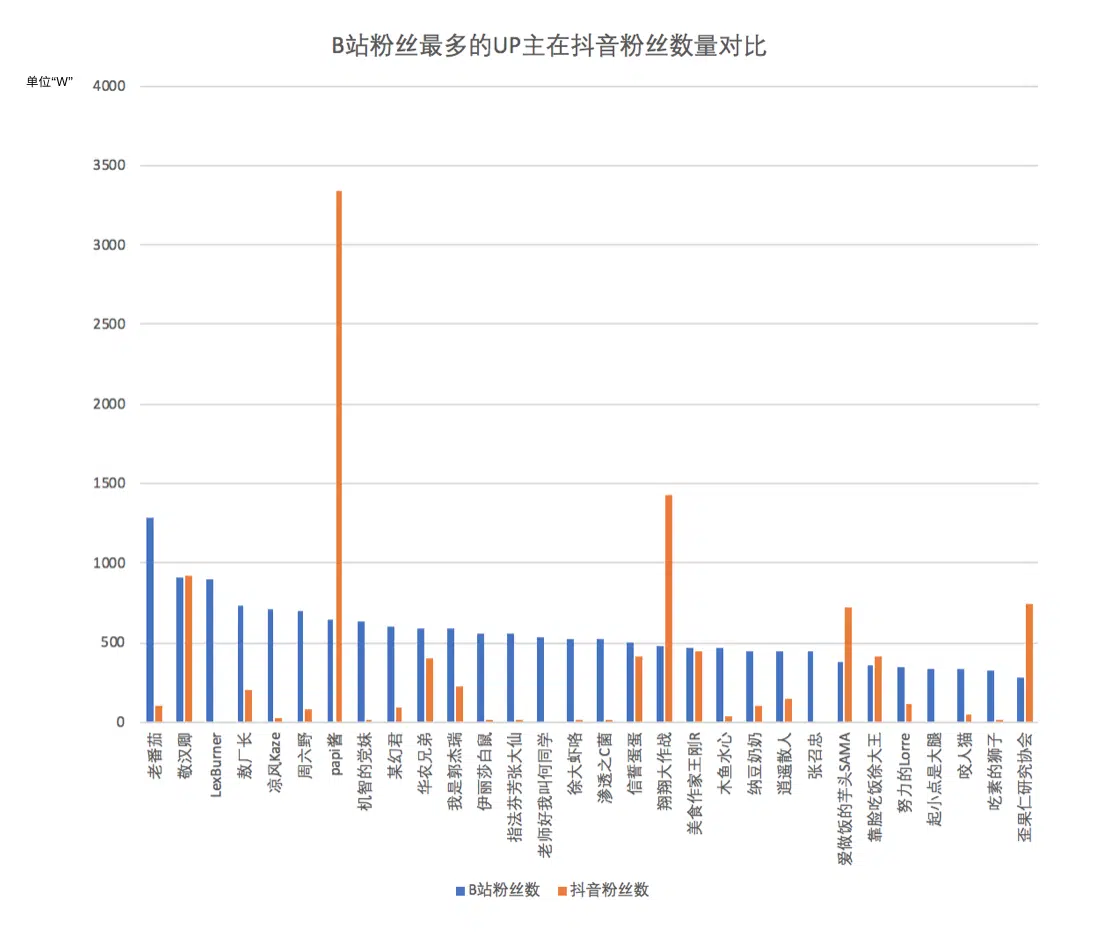 B站粉丝最多的UP主在抖音粉丝数量对比
单位“W”
4000
3500
3000
2500
2000
1500
1000
500
0
老番茄
敬汉卿
LexBurner
敖厂长
凉风Kaze
周六野
papi酱
机智的党妹
某幻君
华农兄弟
我是郭杰瑞
伊丽莎白鼠
指法芬芳张大仙
老师好我叫何同学
徐大虾咯
渗透之C菌
信誓蛋蛋
翔翔大作战
美食作家王刚R
木鱼水心
纳豆奶奶
逍遥散人
张召忠
爱做饭的芋头SAMA
靠脸吃饭徐大王
努力的Lorre
起小点是大腿
咬人猫
吃素的狮子
歪果仁研究协会
B站粉丝数
抖音粉丝数